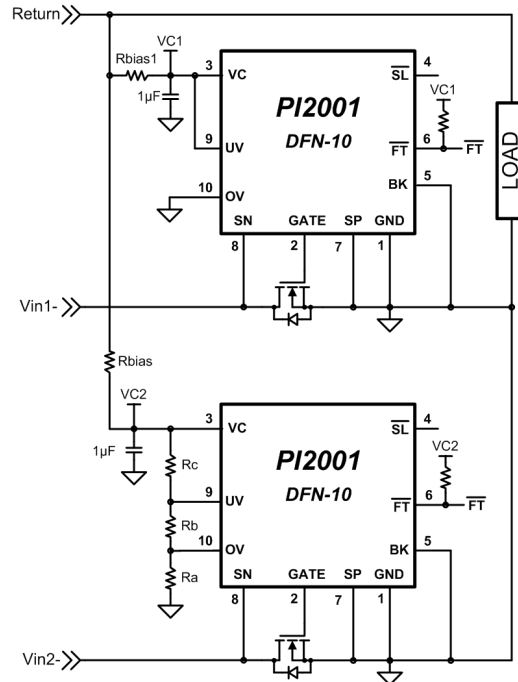 Return
VC1
Rbias1
1µF
3
VC
SL
4
VC1
PI2001
DFN-10
9
UV
FT
6
FT
10
OV
BK
5
LOAD
SN
GATE
SP
GND
8
2
7
1
Vin1-
Rbias
VC2
3
VC
SL
4
1µF
Rc
VC2
PI2001
DFN-10
9
UV
FT
6
FT
Rb
10
OV
BK
5
Ra
SN
GATE
SP
GND
8
2
7
1
Vin2-